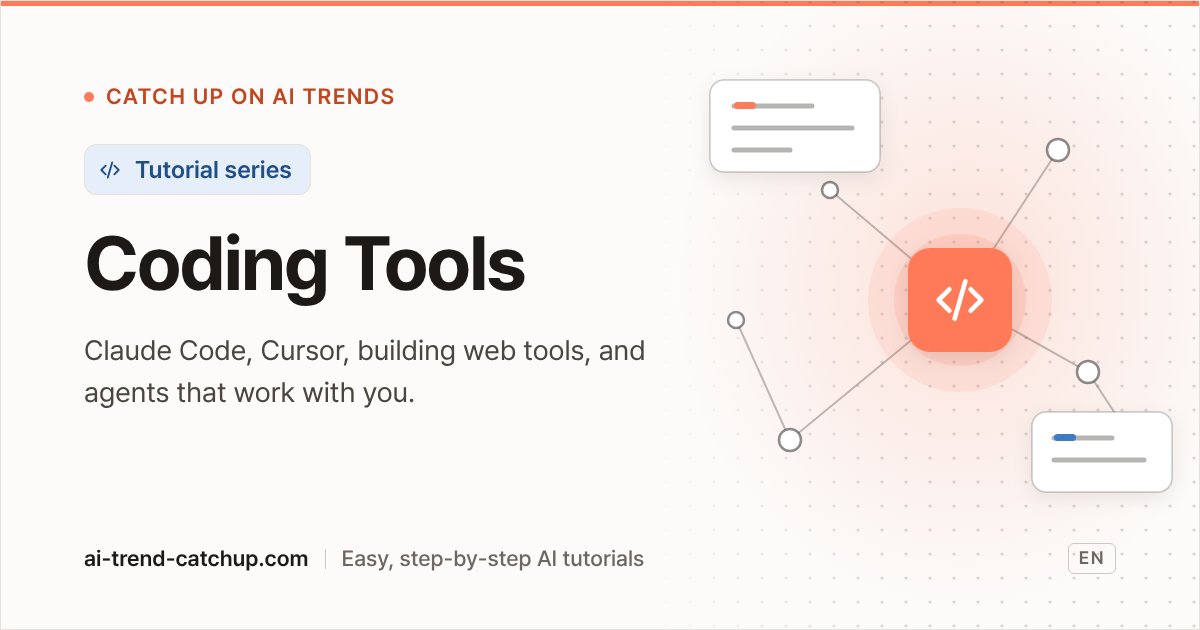 CATCH UP ON AI TRENDS
</> Tutorial series
Coding Tools
Claude Code, Cursor, building web tools, and
agents that work with you.
</>
ai-trend-catchup.com | Easy, step-by-step AI tutorials
EN